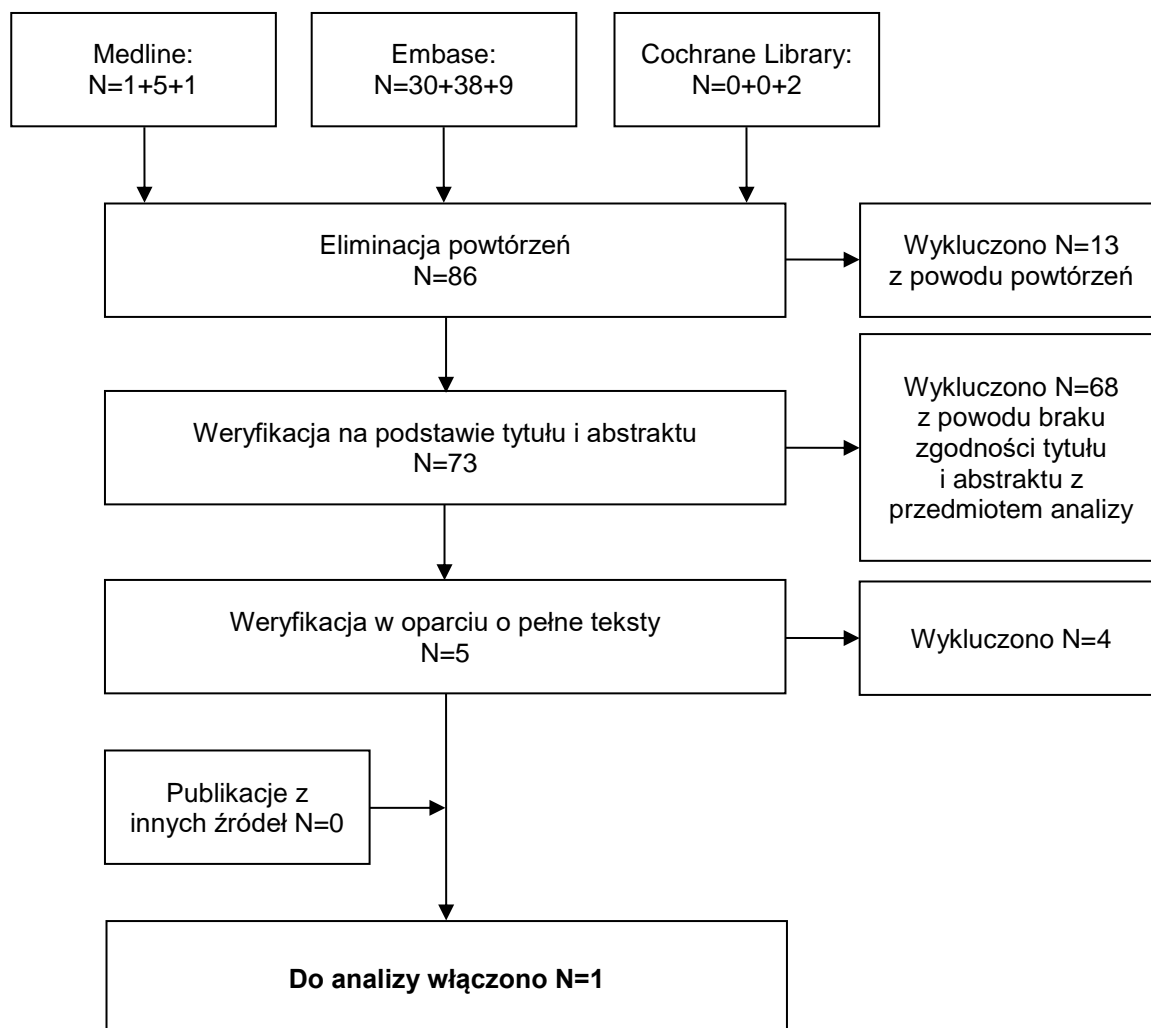 Medline:
N=1+5+1
Embase:
N=30+38+9
Cochrane Library:
N=0+0+2
Eliminacja powtórzeń
N=86
Wykluczono N=13
z powodu powtórzeń
Weryfikacja na podstawie tytułu i abstraktu
N=73
Wykluczono N=68
z powodu braku
zgodności tytułu
i abstraktu z
przedmiotem analizy
Weryfikacja w oparciu o pełne teksty
N=5
Wykluczono N=4
Publikacje z
innych źródeł N=0
Do analizy włączono N=1